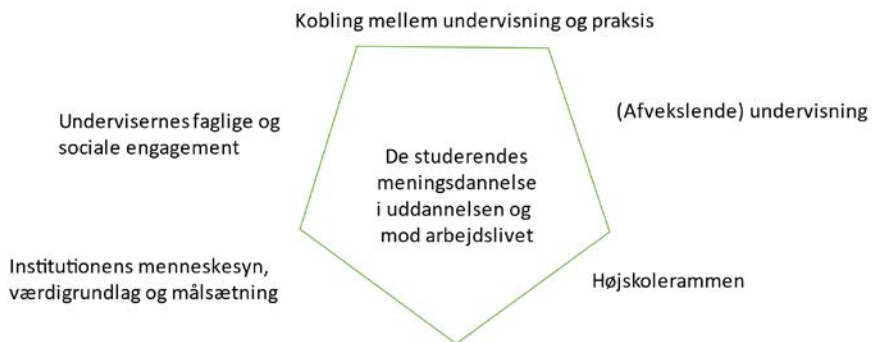 Kobling mellem undervisning og praksis
(Afvekslende) undervisning
Undervisernes faglige og
sociale engagement
De studerendes
meningsdannelse
i uddannelsen og
mod arbejdslivet
Institutionens menneskesyn,
værdigrundlag og målsætning
Højskolerammen